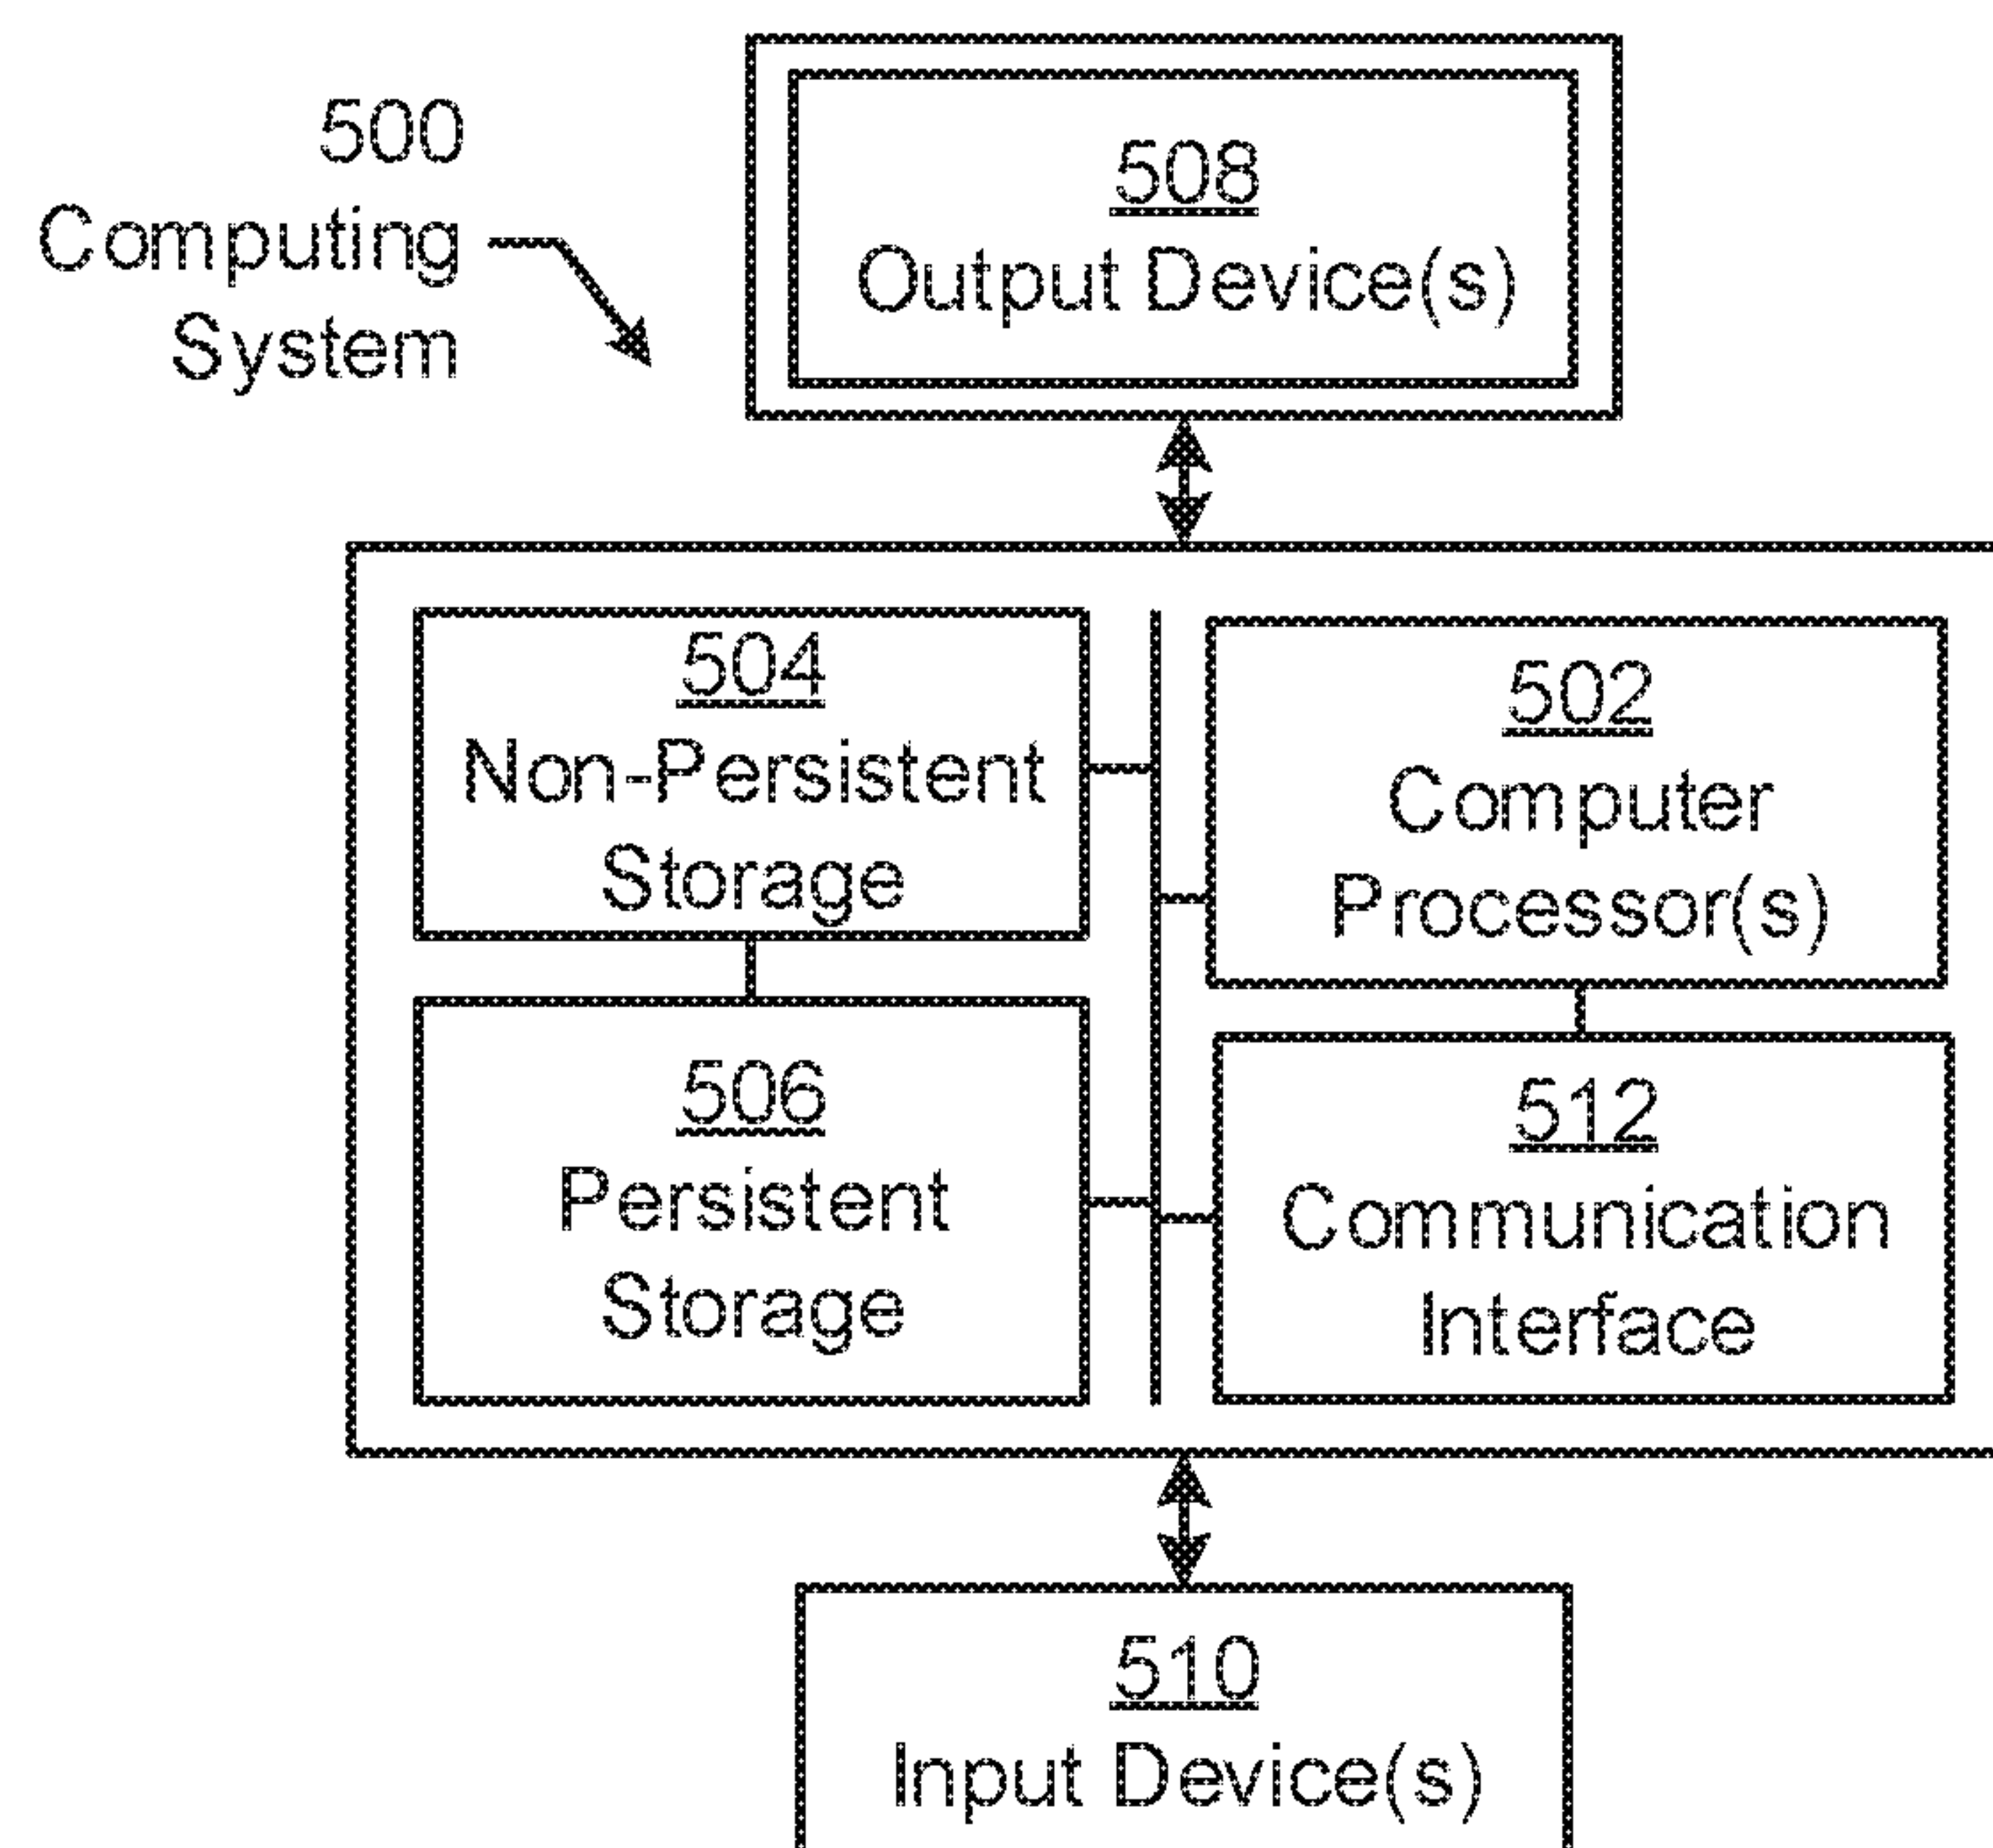 500
Computing
System
508
Output Device(s)
504
Non-Persistent
Storage
502
Computer
Processor(s)
506
Persistent
Storage
512
Communication
Interface
510
Input Device(s)